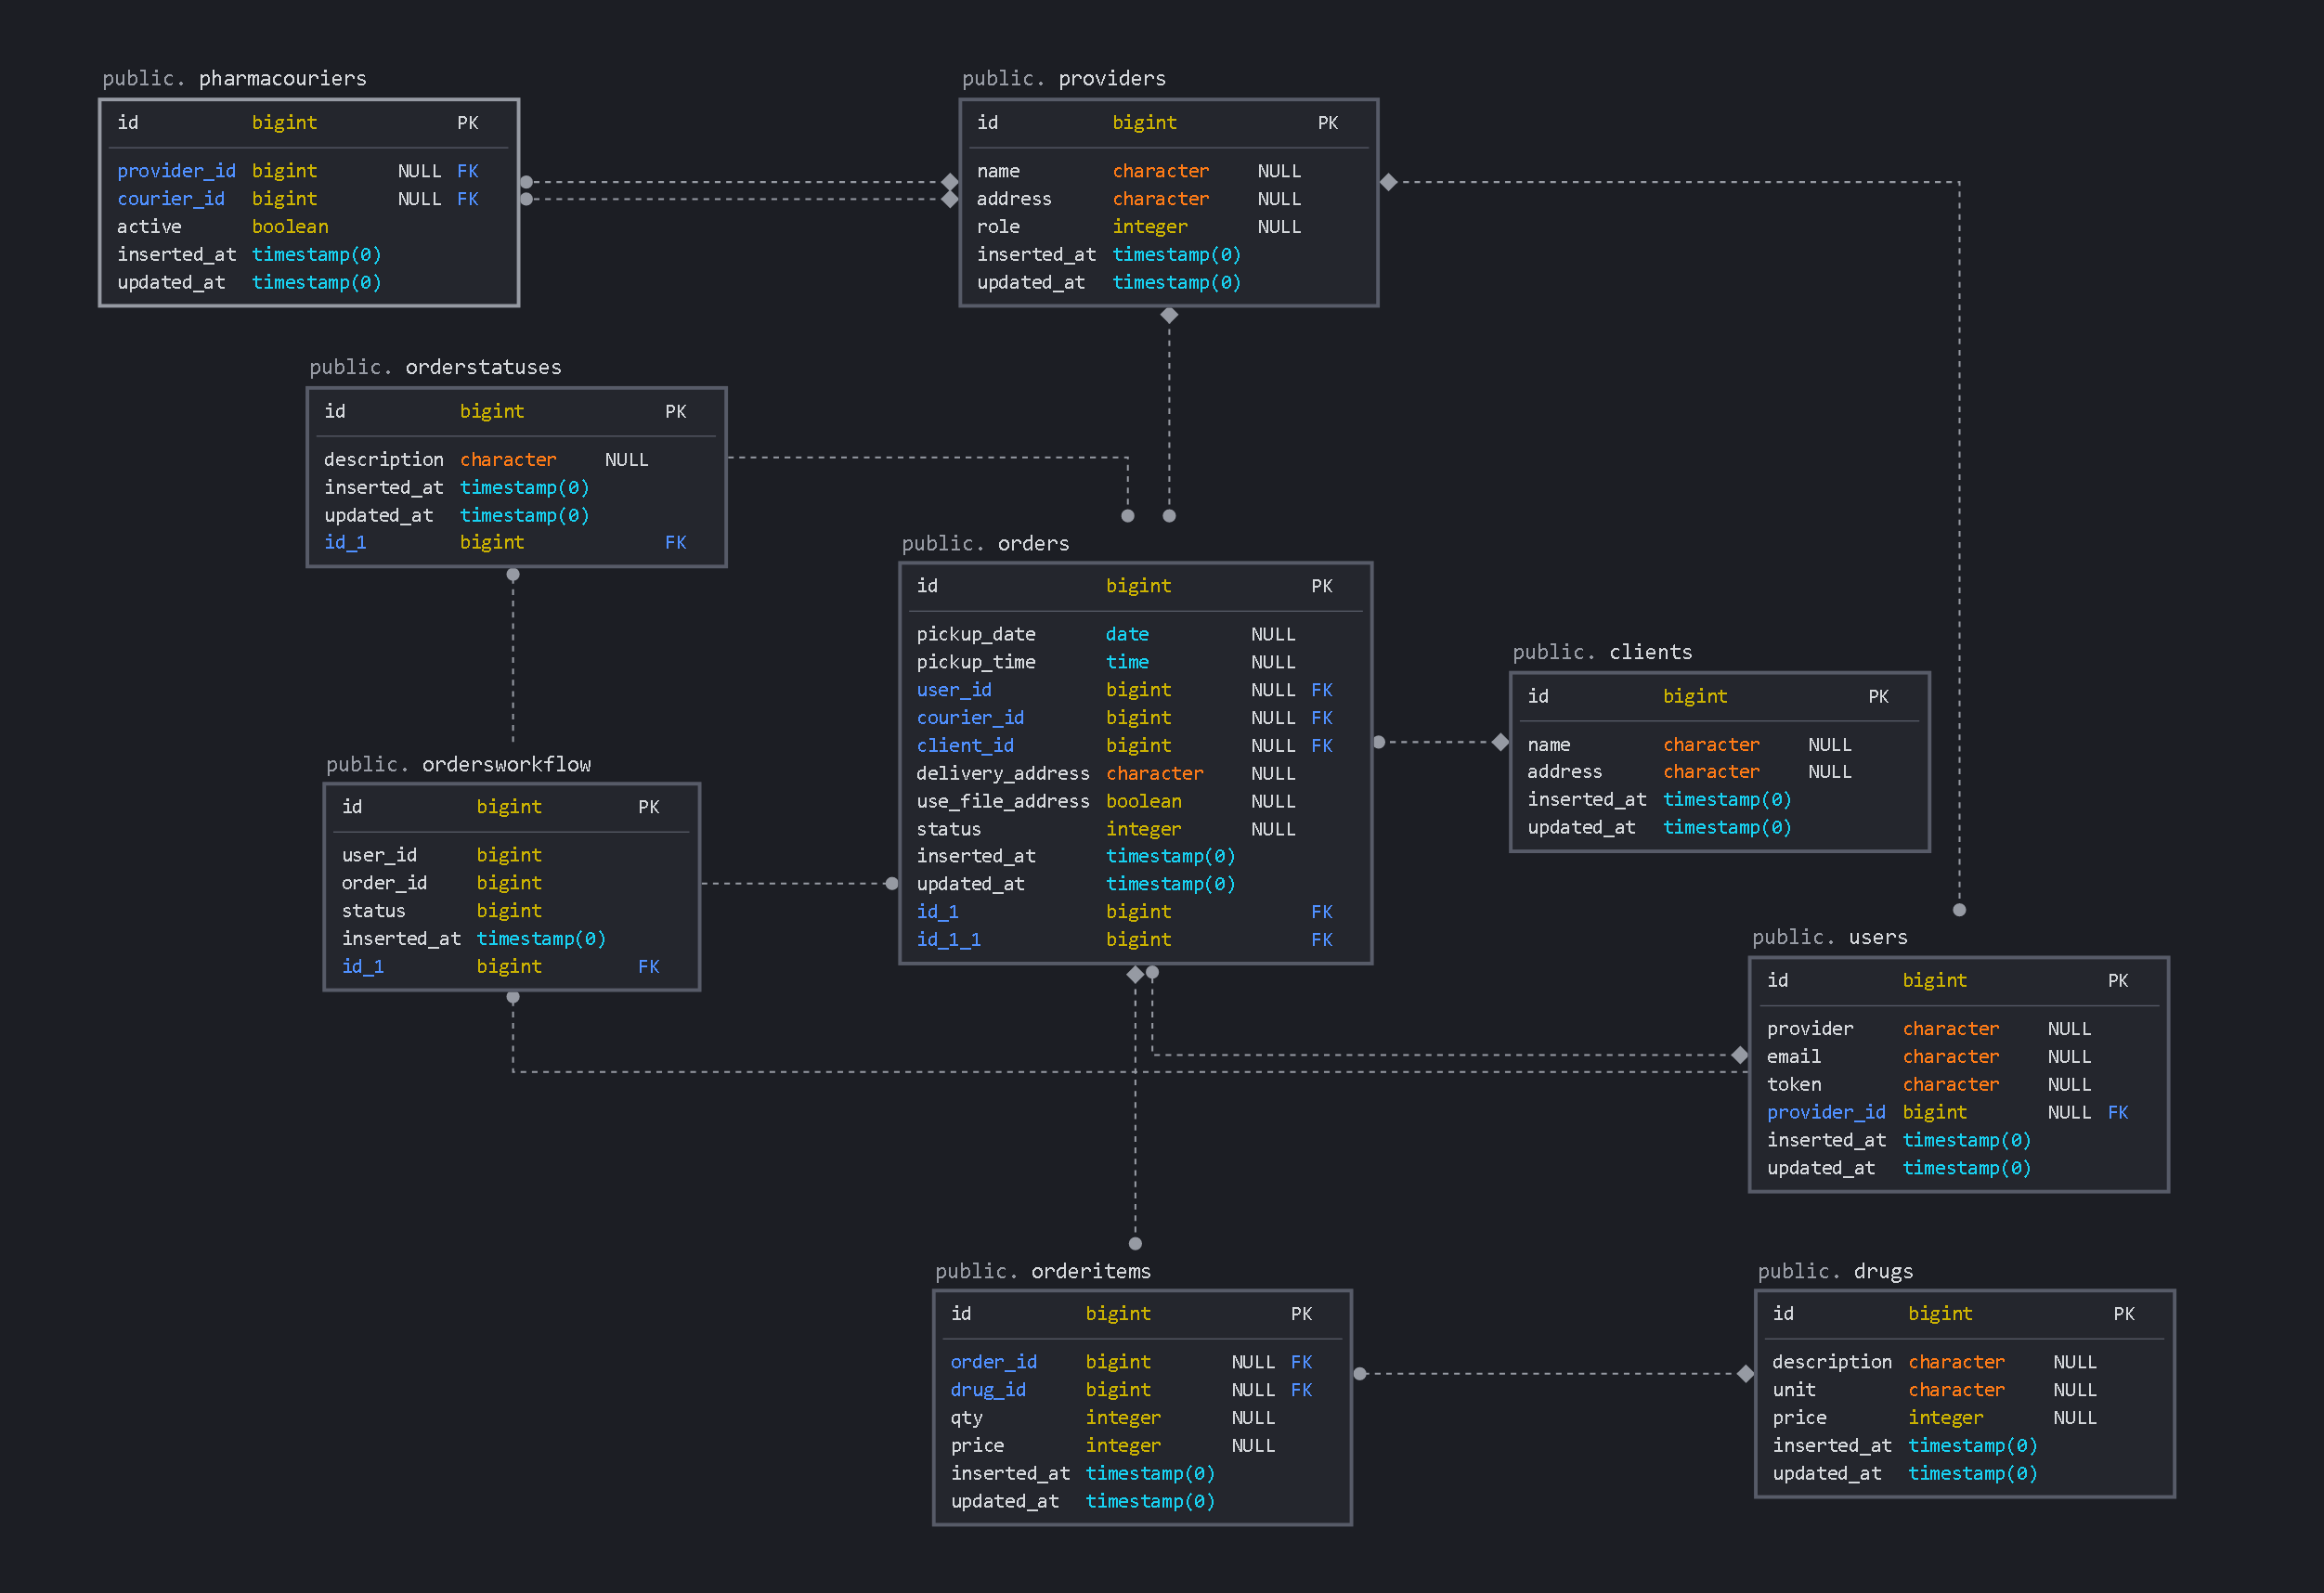 public. pharmacouriers
id bigint PK
provider_id bigint NULL FK
courier_id bigint NULL FK
active boolean
inserted_at timestamp(0)
updated_at timestamp(0)
public. providers
id bigint PK
name character NULL
address character NULL
role integer NULL
inserted_at timestamp(0)
updated_at timestamp(0)
public. orderstatuses
id bigint PK
description character NULL
inserted_at timestamp(0)
updated_at timestamp(0)
id_1 bigint FK
public. orders
id bigint PK
pickup_date date NULL
pickup_time time NULL
user_id bigint NULL FK
courier_id bigint NULL FK
client_id bigint NULL FK
delivery_address character NULL
use_file_address boolean NULL
status integer NULL
inserted_at timestamp(0)
updated_at timestamp(0)
id_1 bigint FK
id_1_1 bigint FK
public. clients
id bigint PK
name character NULL
address character NULL
inserted_at timestamp(0)
updated_at timestamp(0)
public. ordersworkflow
id bigint PK
user_id bigint
order_id bigint
status bigint
inserted_at timestamp(0)
id_1 bigint FK
public. users
id bigint PK
provider character NULL
email character NULL
token character NULL
provider_id bigint NULL FK
inserted_at timestamp(0)
updated_at timestamp(0)
public. orderitems
id bigint PK
order_id bigint NULL FK
drug_id bigint NULL FK
qty integer NULL
price integer NULL
inserted_at timestamp(0)
updated_at timestamp(0)
public. drugs
id bigint PK
description character NULL
unit character NULL
price integer NULL
inserted_at timestamp(0)
updated_at timestamp(0)